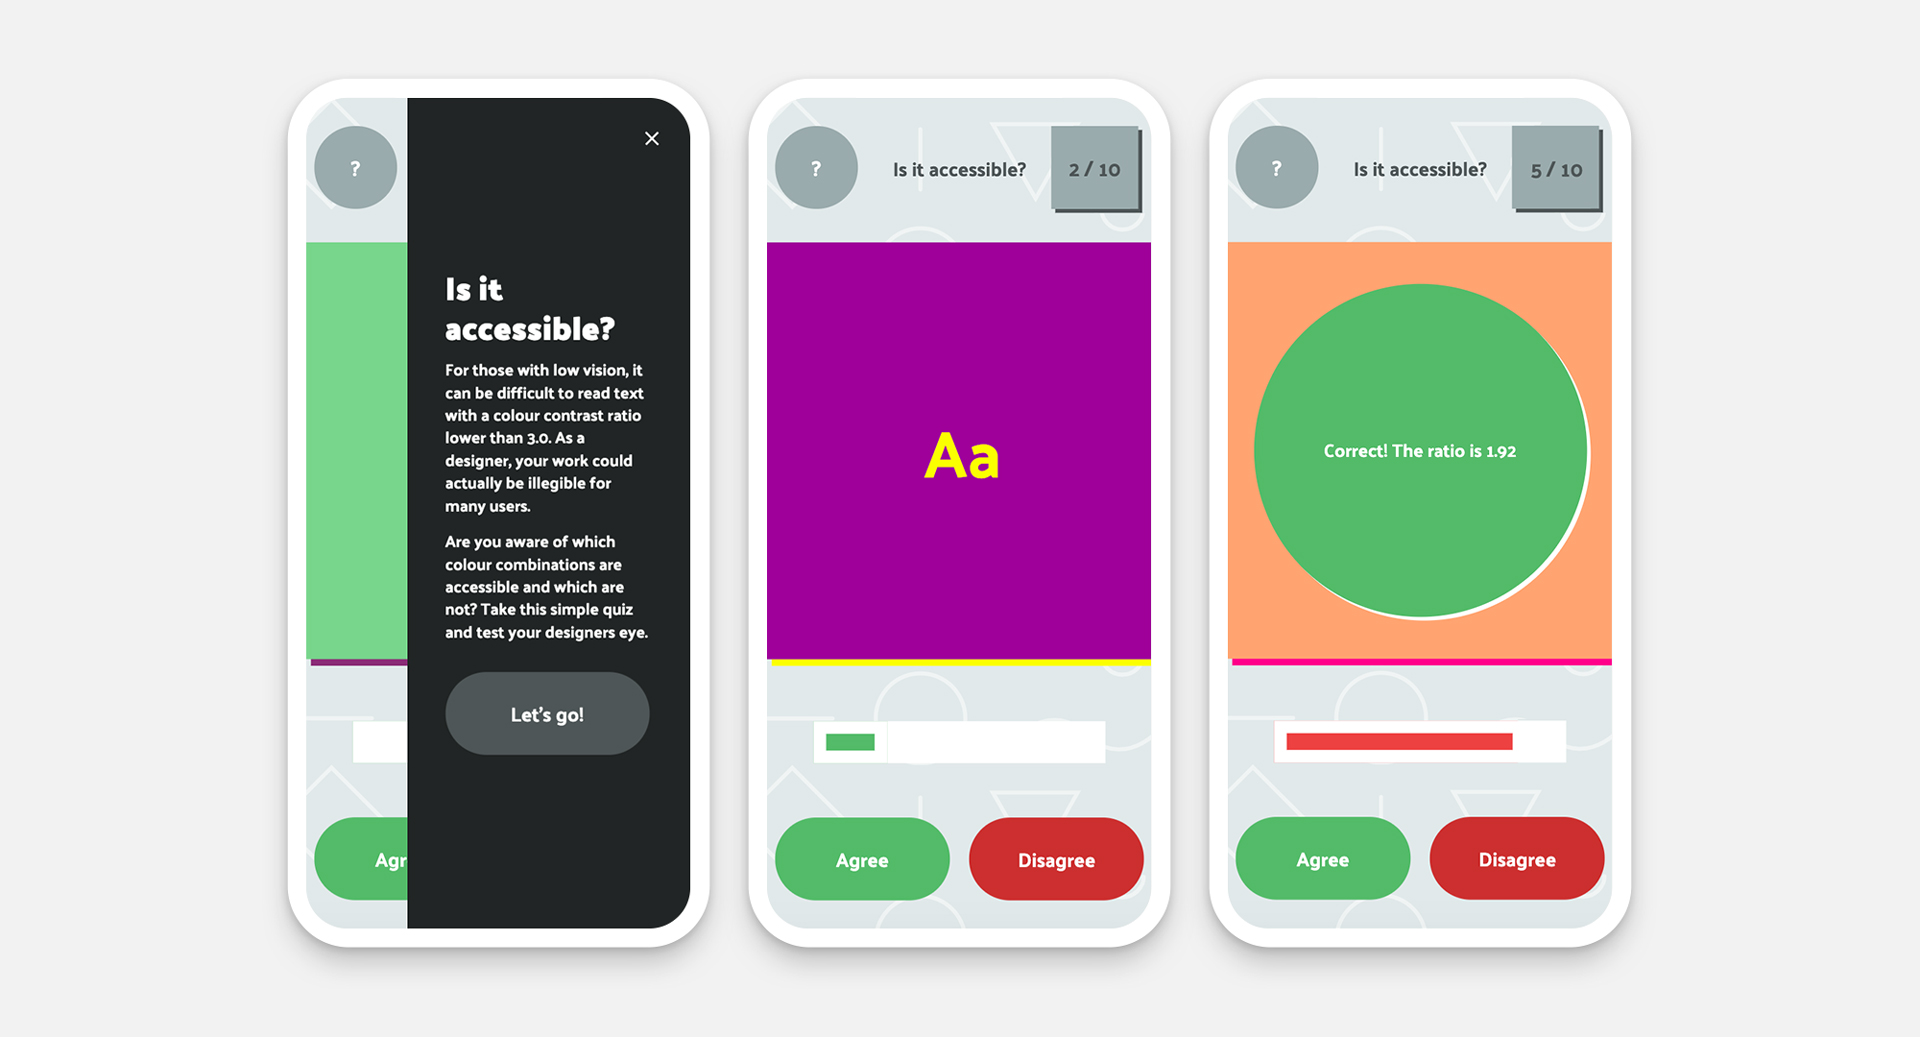 ?
Is it
accessible?
For those with low vision, it
can be difficult to read text
with a colour contrast ratio
lower than 3.0. As a
designer, your work could
actually be illegible for
many users.
Are you aware of which
colour combinations are
accessible and which are
not? Take this simple quiz
and test your designers eye.
Let's go!
Agr
?
Is it accessible?
2 / 10
Aa
Agree
Disagree
?
Is it accessible?
5 / 10
Correct! The ratio is 1.92
Agree
Disagree